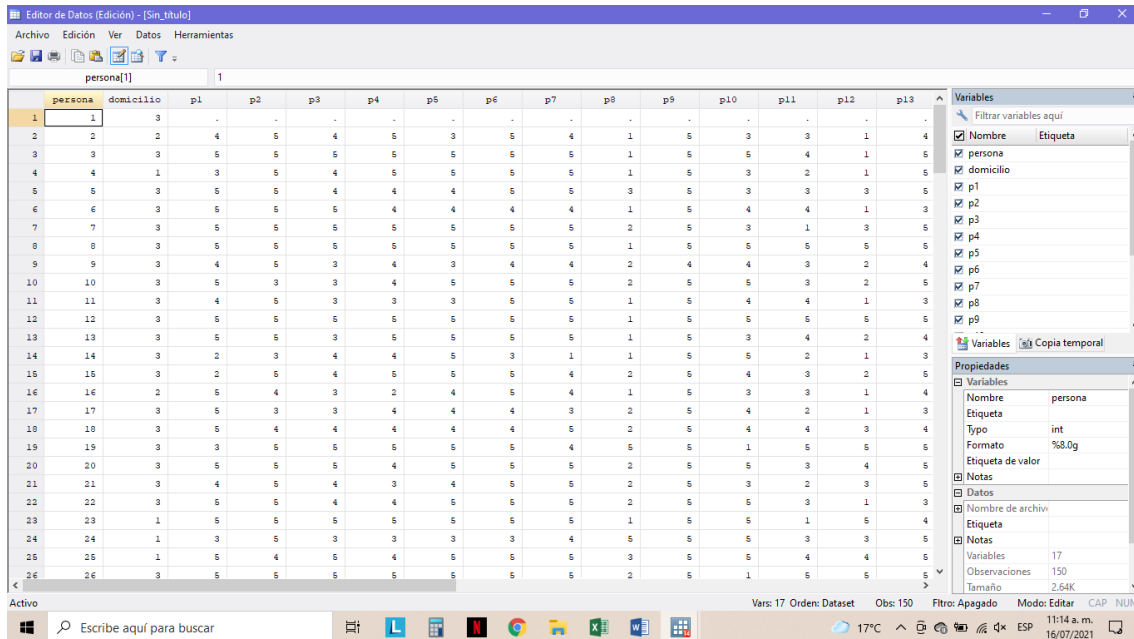 Editor de Datos (Edición) - [Sin_título]
Archivo Edición Ver Datos Herramientas
persona[1] 1
persona domicilio p1 p2 p3 p4 p5 p6 p7 p8 p9 p10 p11 p12 p13
1 1 3 . . . . . . . . . . . . .
2 2 2 4 5 4 5 3 5 4 1 5 3 3 1 4
3 3 3 5 5 5 5 5 5 5 1 5 5 4 1 5
4 4 1 3 5 4 5 5 5 5 1 5 3 2 1 5
5 5 3 5 5 4 4 4 5 5 3 5 3 3 3 5
6 6 3 5 5 5 4 4 4 4 1 5 4 4 1 3
7 7 3 5 5 5 5 5 5 5 2 5 3 1 3 5
8 8 3 5 5 5 5 5 5 5 1 5 5 5 5 5
9 9 3 4 5 3 4 3 4 4 2 4 4 3 2 4
10 10 3 5 3 3 4 5 5 5 2 5 5 3 2 5
11 11 3 4 5 3 3 3 5 5 1 5 4 4 1 3
12 12 3 5 5 5 5 5 5 5 1 5 5 5 5 5
13 13 3 5 5 3 5 5 5 5 1 5 3 4 2 4
14 14 3 2 3 4 4 5 3 1 1 5 5 2 1 3
15 15 3 2 5 4 5 5 5 4 2 5 4 3 2 5
16 16 2 5 4 3 2 4 5 4 1 5 3 3 1 4
17 17 3 5 3 3 4 4 4 3 2 5 4 2 1 3
18 18 3 5 4 4 4 4 4 5 2 5 4 4 3 4
19 19 3 3 5 5 5 5 5 4 5 5 1 5 5 5
20 20 3 5 5 5 4 5 5 5 2 5 5 3 4 5
21 21 3 4 5 4 3 4 5 5 2 5 3 2 3 5
22 22 3 5 5 4 4 5 5 5 2 5 5 3 1 3
23 23 1 5 5 5 5 5 5 5 1 5 5 1 5 4
24 24 1 3 5 3 3 3 3 4 5 5 5 3 3 5
25 25 1 5 4 5 4 5 5 5 3 5 5 4 4 5
26 26 3 5 5 5 5 5 5 5 2 5 1 5 5 5
Variables
Filtrar variables aquí
Nombre Etiqueta
persona
domicilio
p1
p2
p3
p4
p5
p6
p7
p8
p9
Variables Copia temporal
Propiedades
Variables
Nombre persona
Etiqueta
Typo int
Formato %8.0g
Etiqueta de valor
Notas
Datos
Nombre de archiv
Etiqueta
Notas
Variables 17
Observaciones 150
Tamaño 2.64K
Activo Vars: 17 Orden: Dataset Obs: 150 Fltro: Apagado Modo: Editar CAP NUM
Escribe aquí para buscar 17°C ESP 11:14 a. m.
16/07/2021